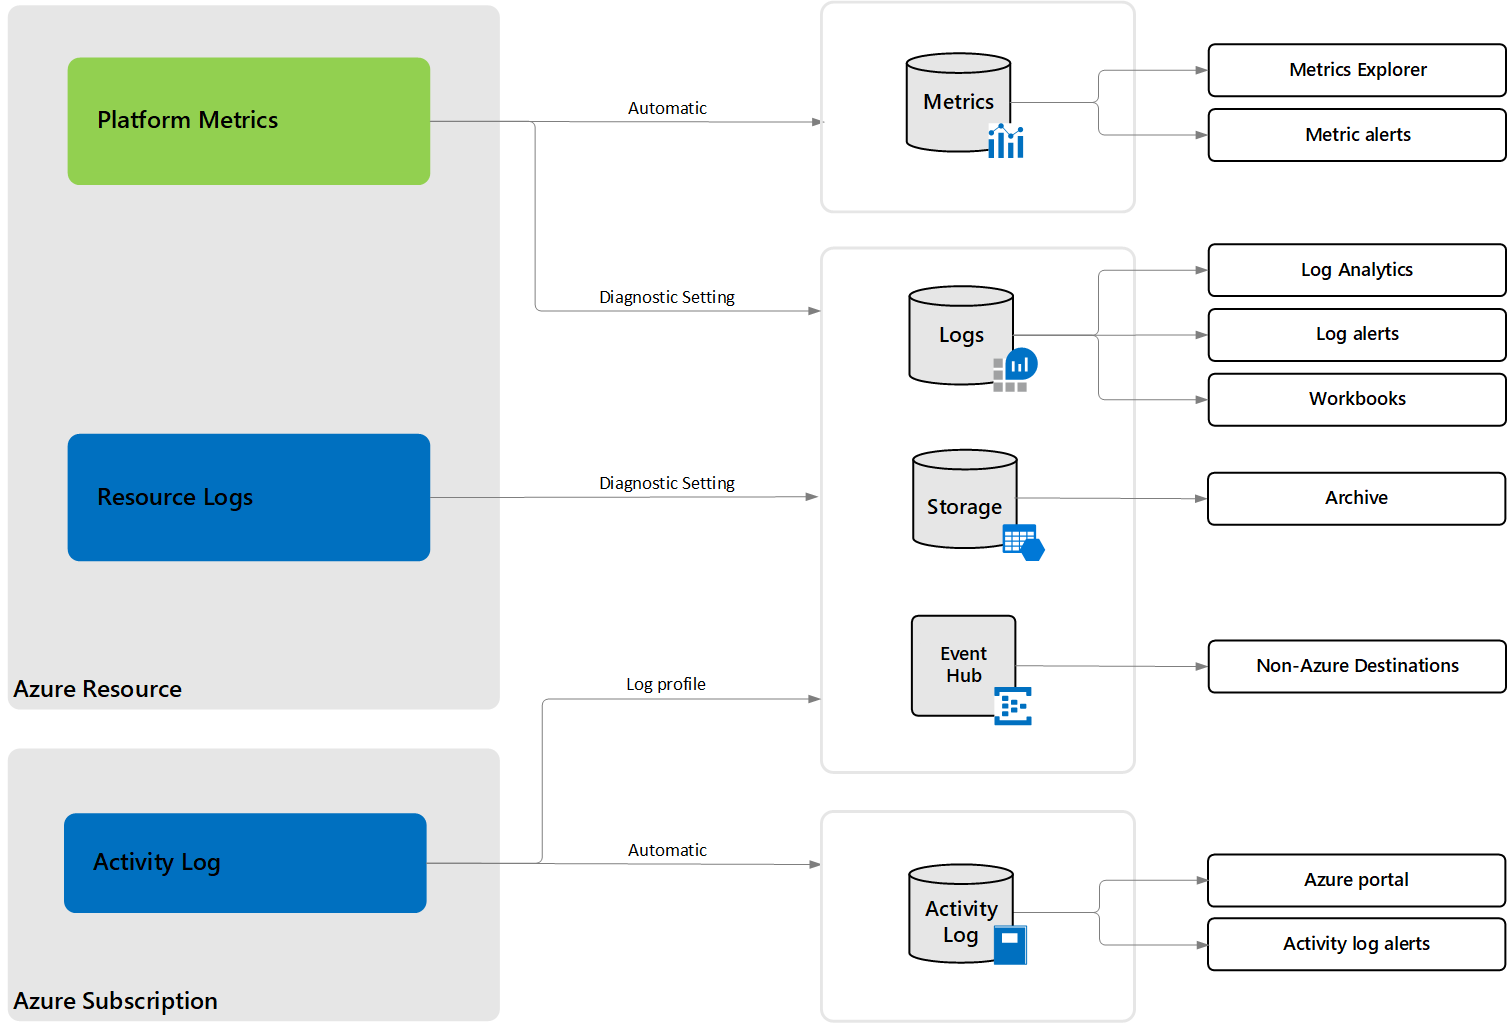 Platform Metrics
Automatic
Metrics
Metrics Explorer
Metric alerts
Diagnostic Setting
Logs
Log Analytics
Log alerts
Workbooks
Resource Logs
Diagnostic Setting
Storage
Archive
Azure Resource
Log profile
Event
Hub
Non-Azure Destinations
Activity Log
Automatic
Activity
Log
Azure portal
Activity log alerts
Azure Subscription